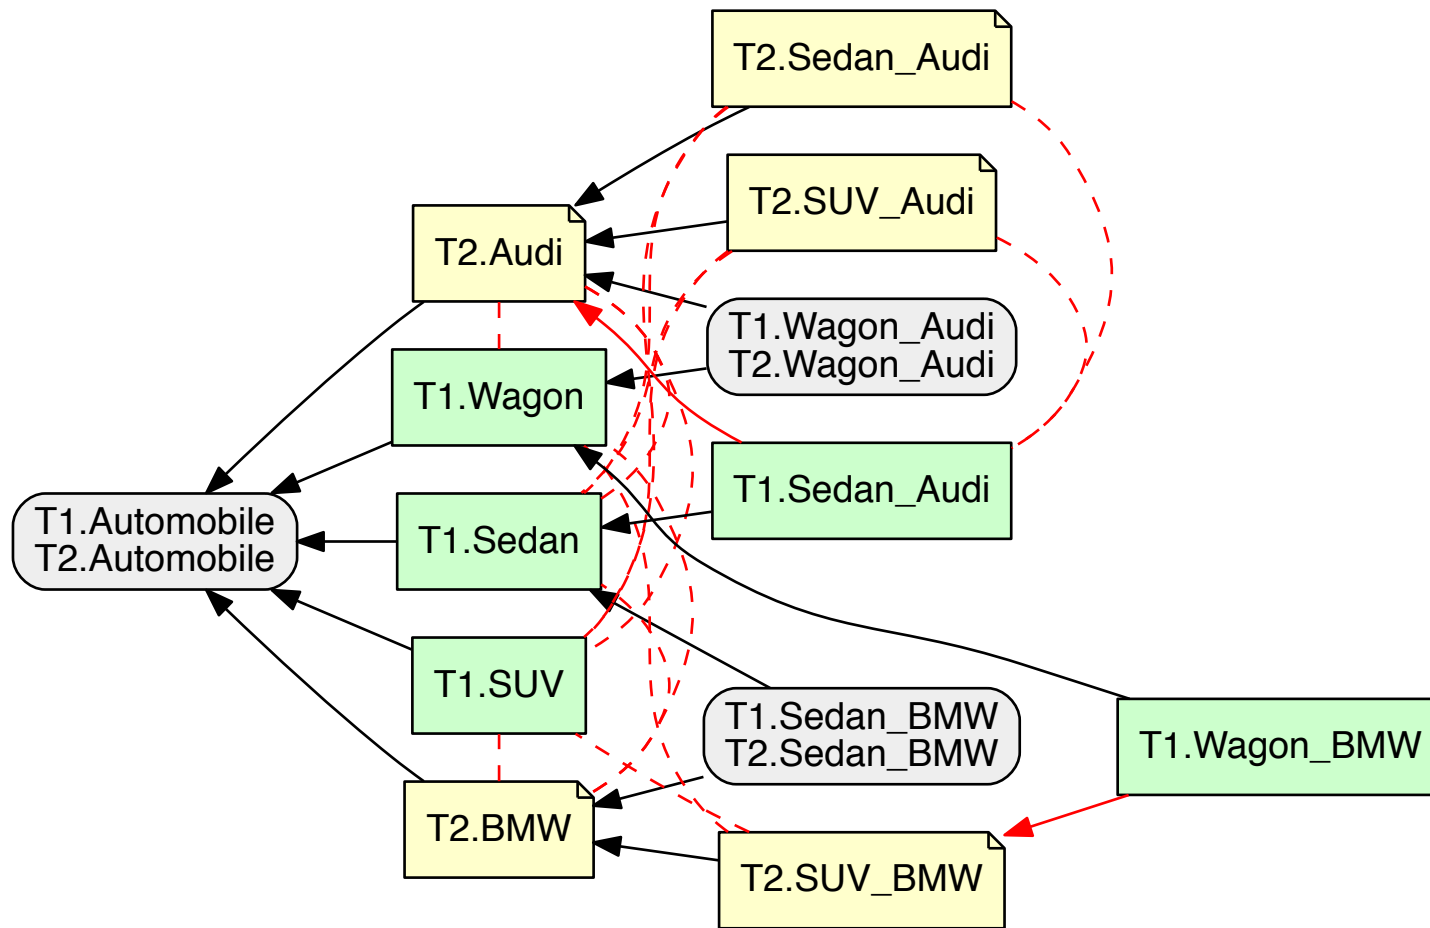 T2.Sedan_Audi
T2.SUV_Audi
T2.Audi
T1.Wagon_Audi
T2.Wagon_Audi
T1.Wagon
T1.Sedan_Audi
T1.Automobile
T2.Automobile
T1.Sedan
T1.SUV
T1.Sedan_BMW
T2.Sedan_BMW
T1.Wagon_BMW
T2.BMW
T2.SUV_BMW